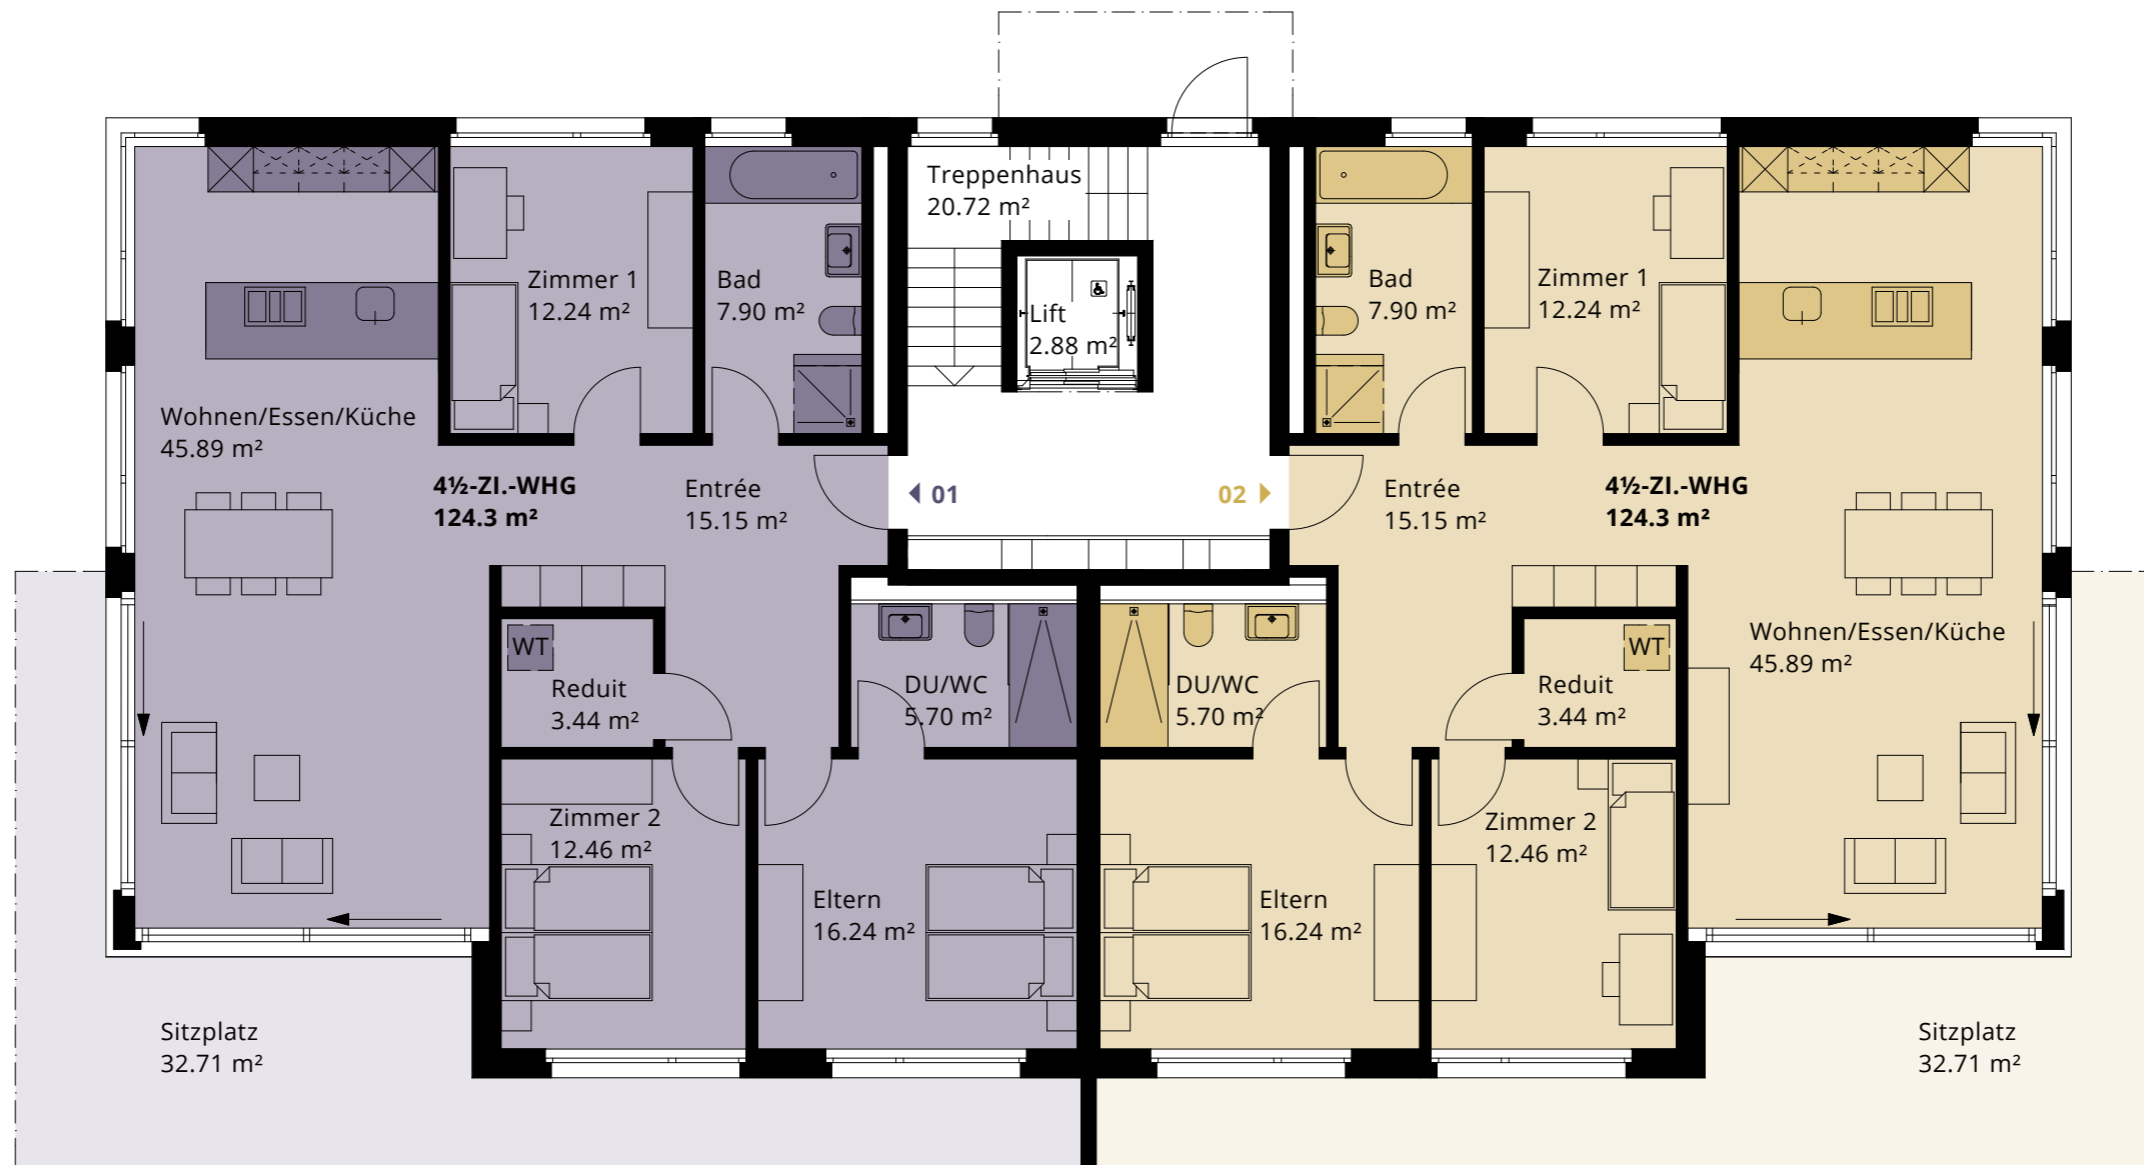 Treppenhaus
20.72 m²
Zimmer 1
12.24 m²
Bad
7.90 m²
Lift
2.88 m²
Bad
7.90 m²
Zimmer 1
12.24 m²
Wohnen/Essen/Küche
45.89 m²
4½-ZI.-WHG
124.3 m²
Entrée
15.15 m²
01
02
Entrée
15.15 m²
4½-ZI.-WHG
124.3 m²
WT
Reduit
3.44 m²
DU/WC
5.70 m²
DU/WC
5.70 m²
WT
Reduit
3.44 m²
Wohnen/Essen/Küche
45.89 m²
Zimmer 2
12.46 m²
Eltern
16.24 m²
Eltern
16.24 m²
Zimmer 2
12.46 m²
Sitzplatz
32.71 m²
Sitzplatz
32.71 m²